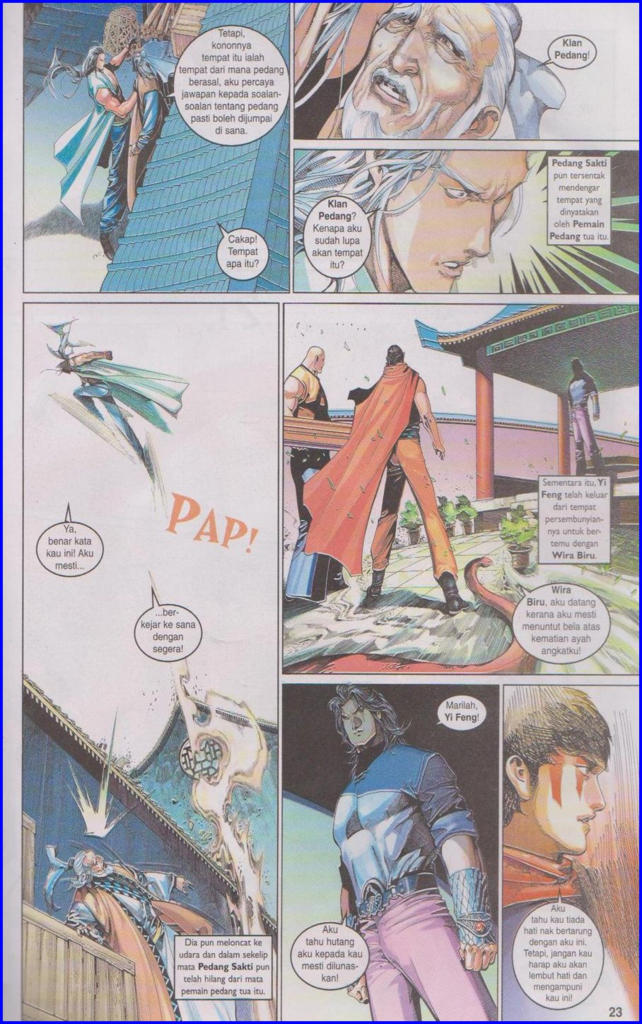 Tetapi,
kononnya
tempat itu ialah
tempat dari mana pedang
berasal, aku percaya
jawapan kepada soalan-
soalan tentang pedang
pasti boleh dijumpai
di sana.
Cakap!
Tempat
apa itu?
Klan
Pedang!
Klan
Pedang?
Kenapa aku
sudah lupa
akan tempat
itu?
Pedang Sakti
pun tersentak
mendengar
tempat yang
dinyatakan
oleh Pemain
Pedang tua itu.
Ya,
benar kata
kau ini! Aku
mesti...
PAP!
...ber-
kejar ke sana
dengan
segera!
Dia pun meloncat ke
udara dan dalam sekelip
mata Pedang Sakti pun
telah hilang dari mata
pemain pedang tua itu.
Sementara itu, Yi
Feng telah keluar
dari tempat
persembunyian-
nya untuk ber-
temu dengan
Wira Biru.
Wira
Biru, aku datang
kerana aku mesti
menuntut bela atas
kematian ayah
angkatku!
Marilah,
Yi Feng!
Aku
tahu hutang
aku kepada kau
mesti dilunas-
kan!
Aku
tahu kau tiada
hati nak bertarung
dengan aku ini.
Tetapi, jangan kau
harap aku akan
lembut hati dan
mengampuni
kau ini!
23